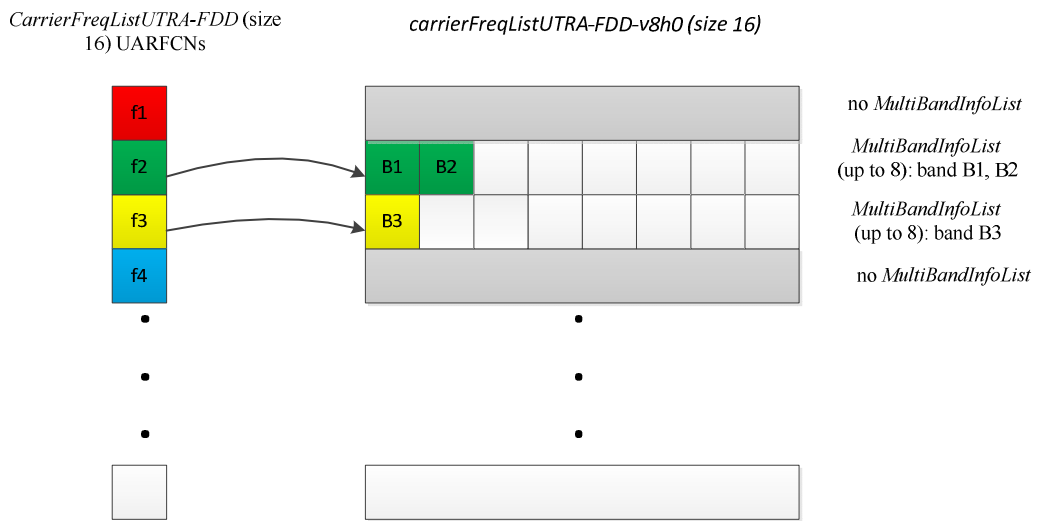 CarrierFreqListUTRA-FDD (size
16) UARFCNs
carrierFreqListUTRA-FDD-v8h0 (size 16)
f1
no MultiBandInfoList
f2
B1 B2
MultiBandInfoList
(up to 8): band B1, B2
f3
B3
MultiBandInfoList
(up to 8): band B3
f4
no MultiBandInfoList